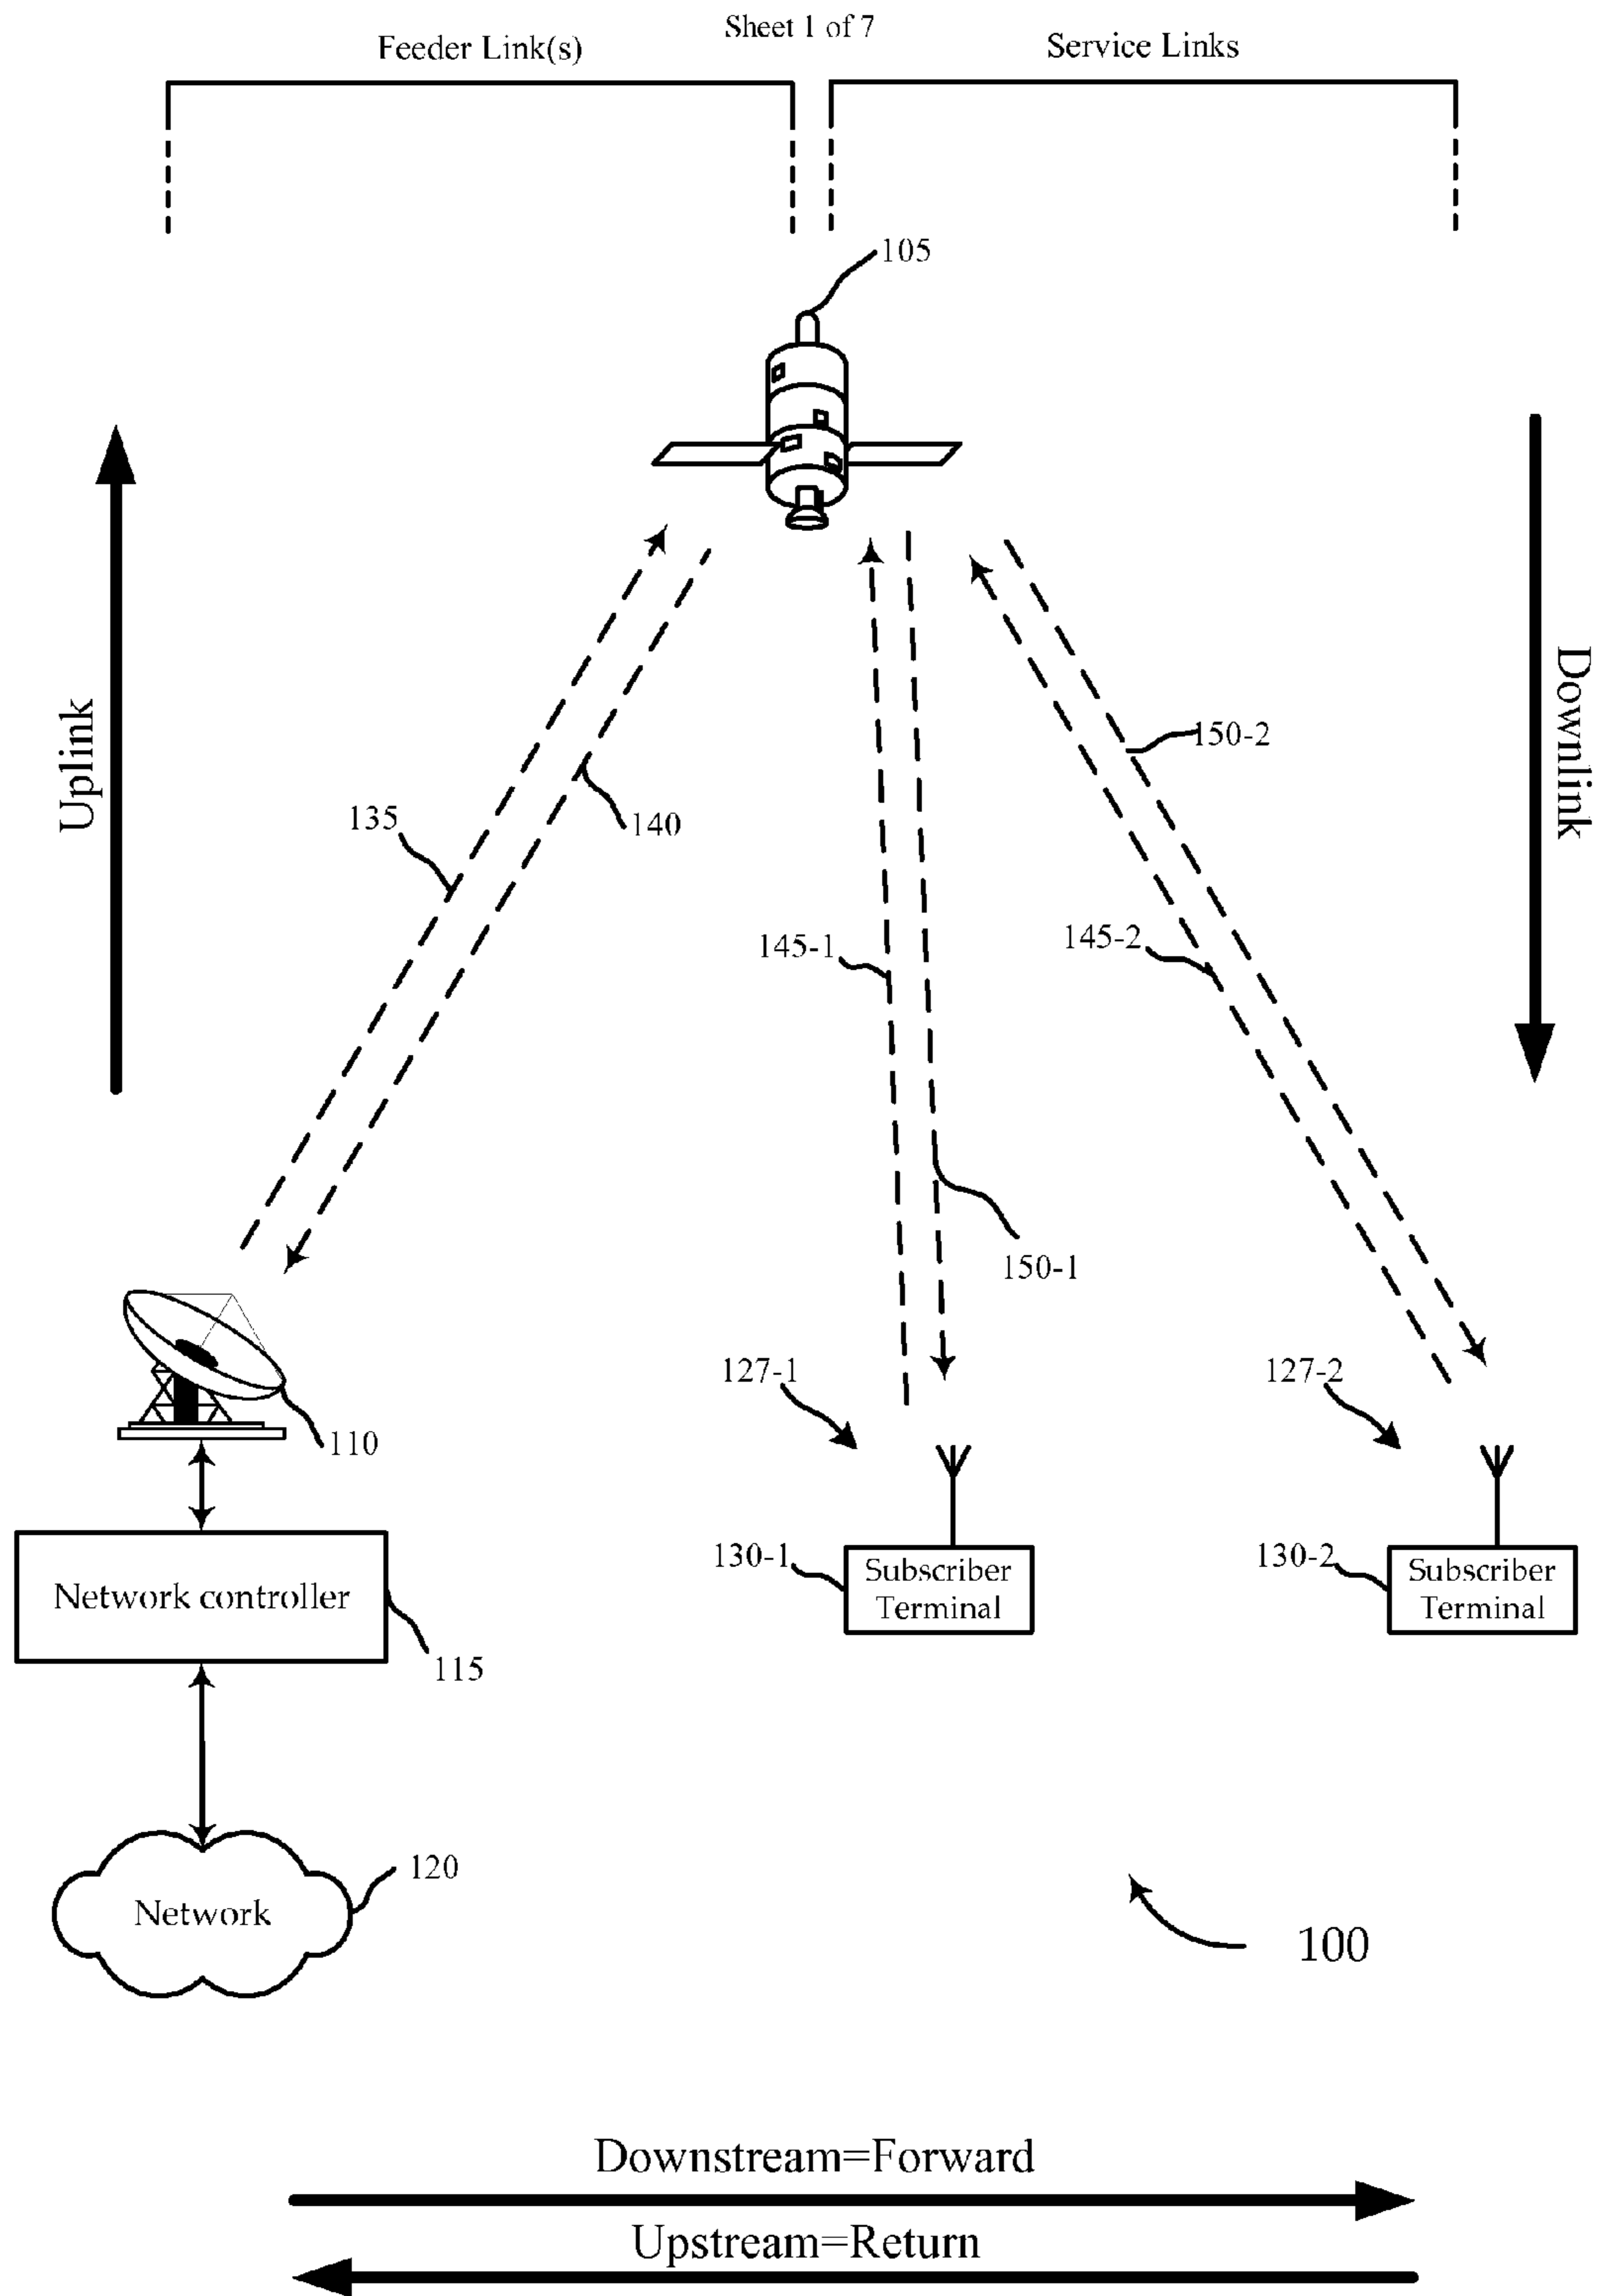 Sheet 1 of 7
Feeder Link(s)
Service Links
105
Uplink
Downlink
150-2
135
140
145-1
145-2
150-1
127-1
127-2
110
130-1
Subscriber
Terminal
130-2
Subscriber
Terminal
Network controller
115
120
Network
100
Downstream=Forward
Upstream=Return